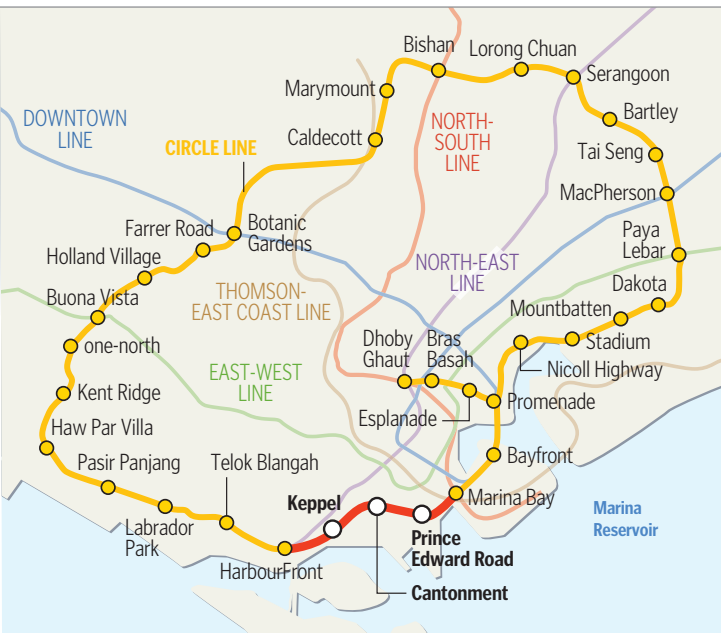 Bishan
Lorong Chuan
Serangoon
Marymount
Bartley
DOWNTOWN
LINE
CIRCLE LINE
Caldecott
NORTH-
SOUTH
LINE
Tai Seng
MacPherson
Farrer Road
Botanic
Gardens
Paya
Lebar
Holland Village
NORTH-EAST
LINE
Dakota
Buona Vista
THOMSON-
EAST COAST LINE
Mountbatten
one-north
Dhoby
Ghaut
Bras
Basah
Stadium
EAST-WEST
LINE
Nicoll Highway
Kent Ridge
Esplanade
Promenade
Haw Par Villa
Pasir Panjang
Telok Blangah
Bayfront
Keppel
Marina Bay
Marina
Reservoir
Labrador
Park
Prince
Edward Road
HarbourFront
Cantonment